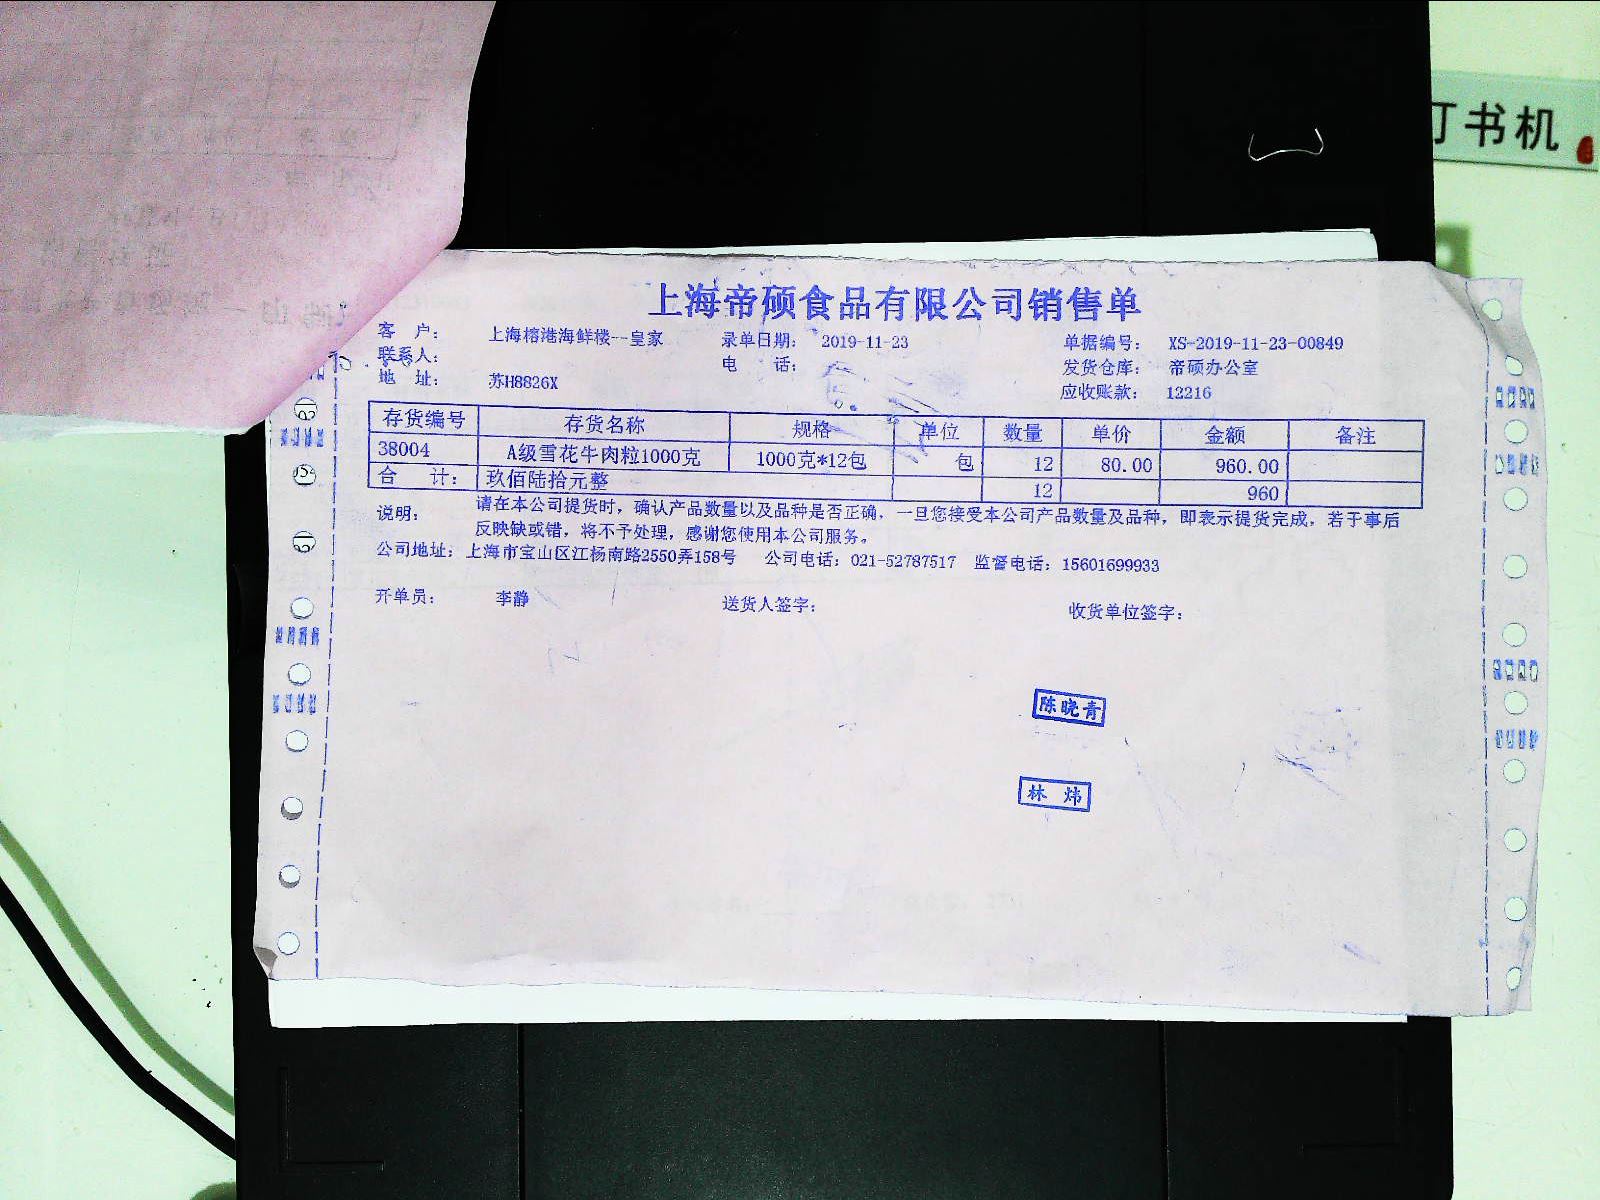 订书机
上海帝硕食品有限公司销售单
客 户： 上海榕港海鲜楼--皇家 录单日期： 2019-11-23 单据编号： XS-2019-11-23-00849
联系人： 电 话： 发货仓库： 帝硕办公室
地 址： 苏H8826X 应收账款： 12216
存货编号 存货名称 规格 单位 数量 单价 金额 备注
38004 A级雪花牛肉粒1000克 1000克*12包 包 12 80.00 960.00
合 计： 玖佰陆拾元整 12 960
说明： 请在本公司提货时，确认产品数量以及品种是否正确，一旦您接受本公司产品数量及品种，即表示提货完成，若于事后
反映缺或错，将不予处理，感谢您使用本公司服务。
公司地址：上海市宝山区江杨南路2550弄158号 公司电话：021-52787517 监督电话：15601699933
开单员： 李静 送货人签字： 收货单位签字：
陈晓青
林炜